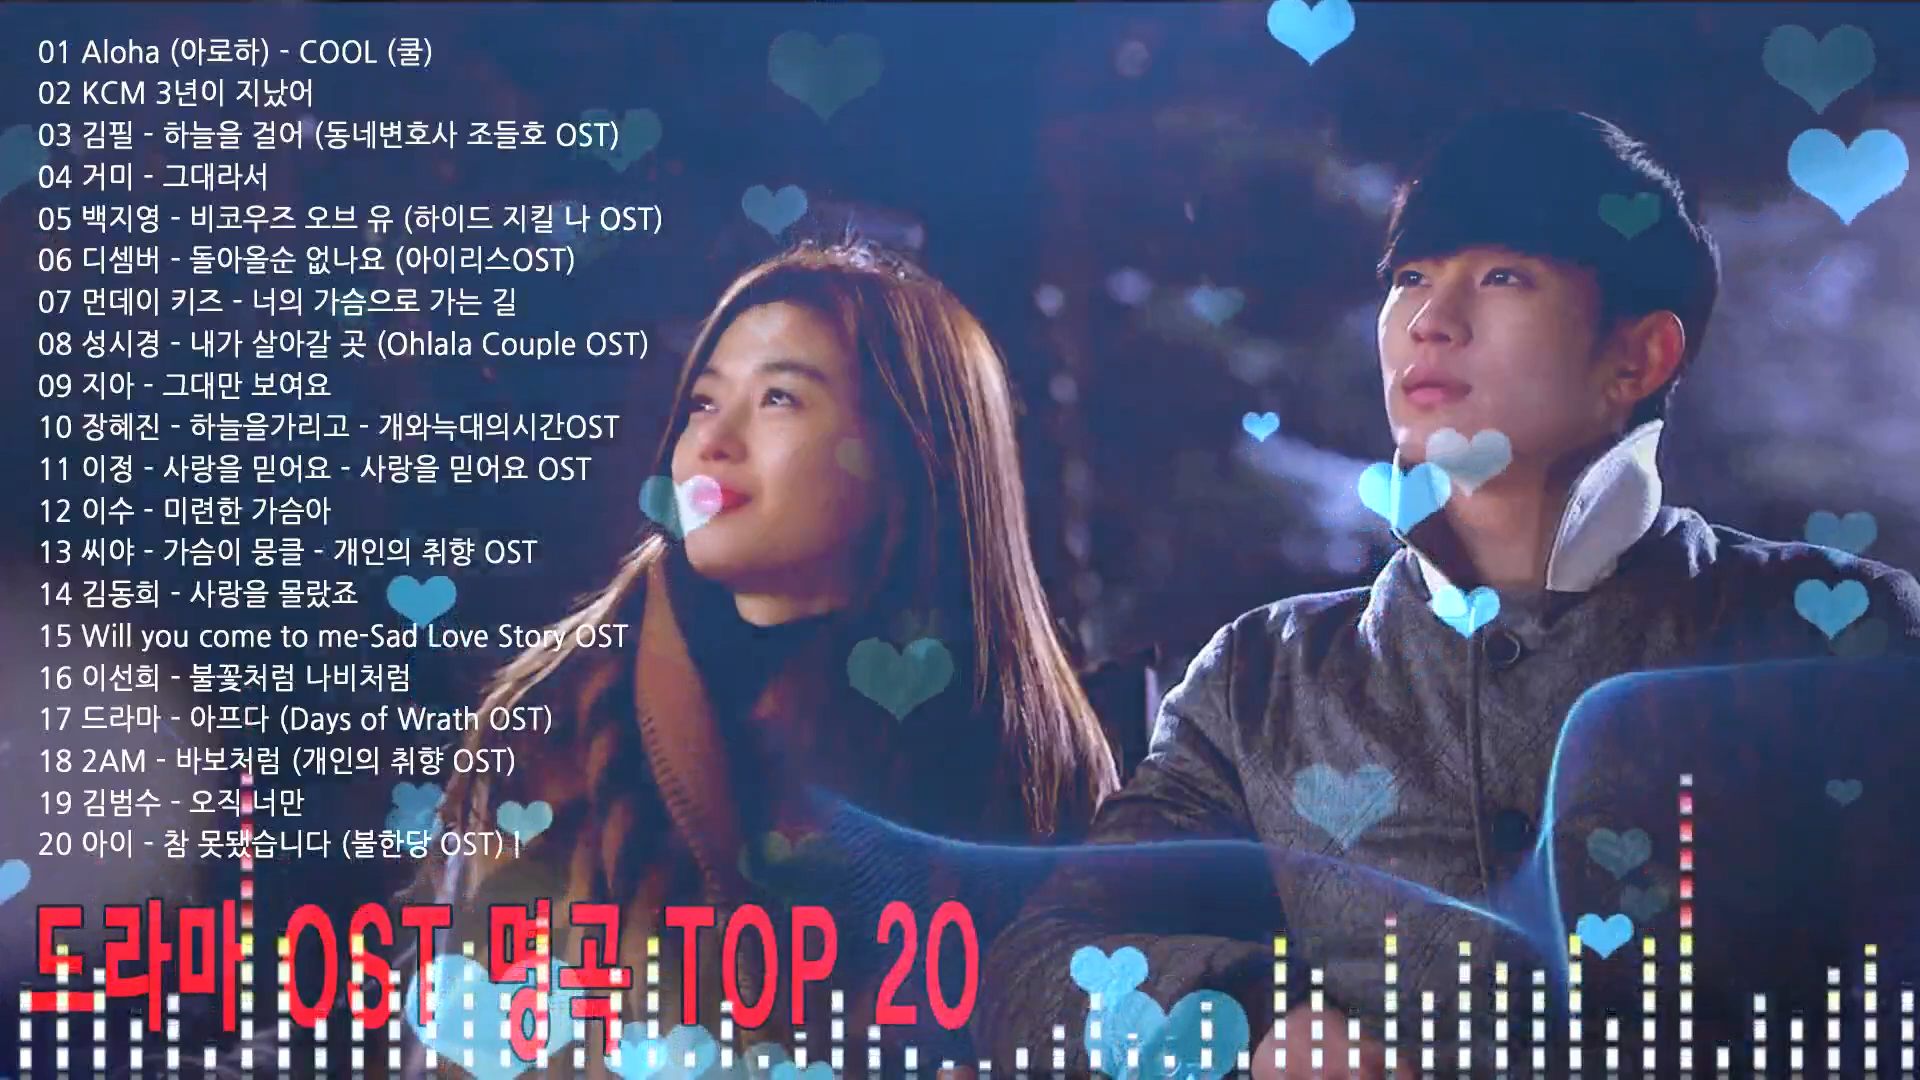 01 Aloha (아로하) - COOL (쿨)
02 KCM 3년이 지났어
03 김필 - 하늘을 걸어 (동네변호사 조들호 OST)
04 거미 - 그대라서
05 백지영 - 비코우즈 오브 유 (하이드 지킬 나 OST)
06 디셈버 - 돌아올순 없나요 (아이리스OST)
07 먼데이 키즈 - 너의 가슴으로 가는 길
08 성시경 - 내가 살아갈 곳 (Ohlala Couple OST)
09 지아 - 그대만 보여요
10 장혜진 - 하늘을가리고 - 개와늑대의시간OST
11 이정 - 사랑을 믿어요 - 사랑을 믿어요 OST
12 이수 - 미련한 가슴아
13 씨야 - 가슴이 뭉클 - 개인의 취향 OST
14 김동희 - 사랑을 몰랐죠
15 Will you come to me-Sad Love Story OST
16 이선희 - 불꽃처럼 나비처럼
17 드라마 - 아프다 (Days of Wrath OST)
18 2AM - 바보처럼 (개인의 취향 OST)
19 김범수 - 오직 너만
20 아이 - 참 못됐습니다 (불한당 OST) |
드라마 OST 명곡 TOP 20